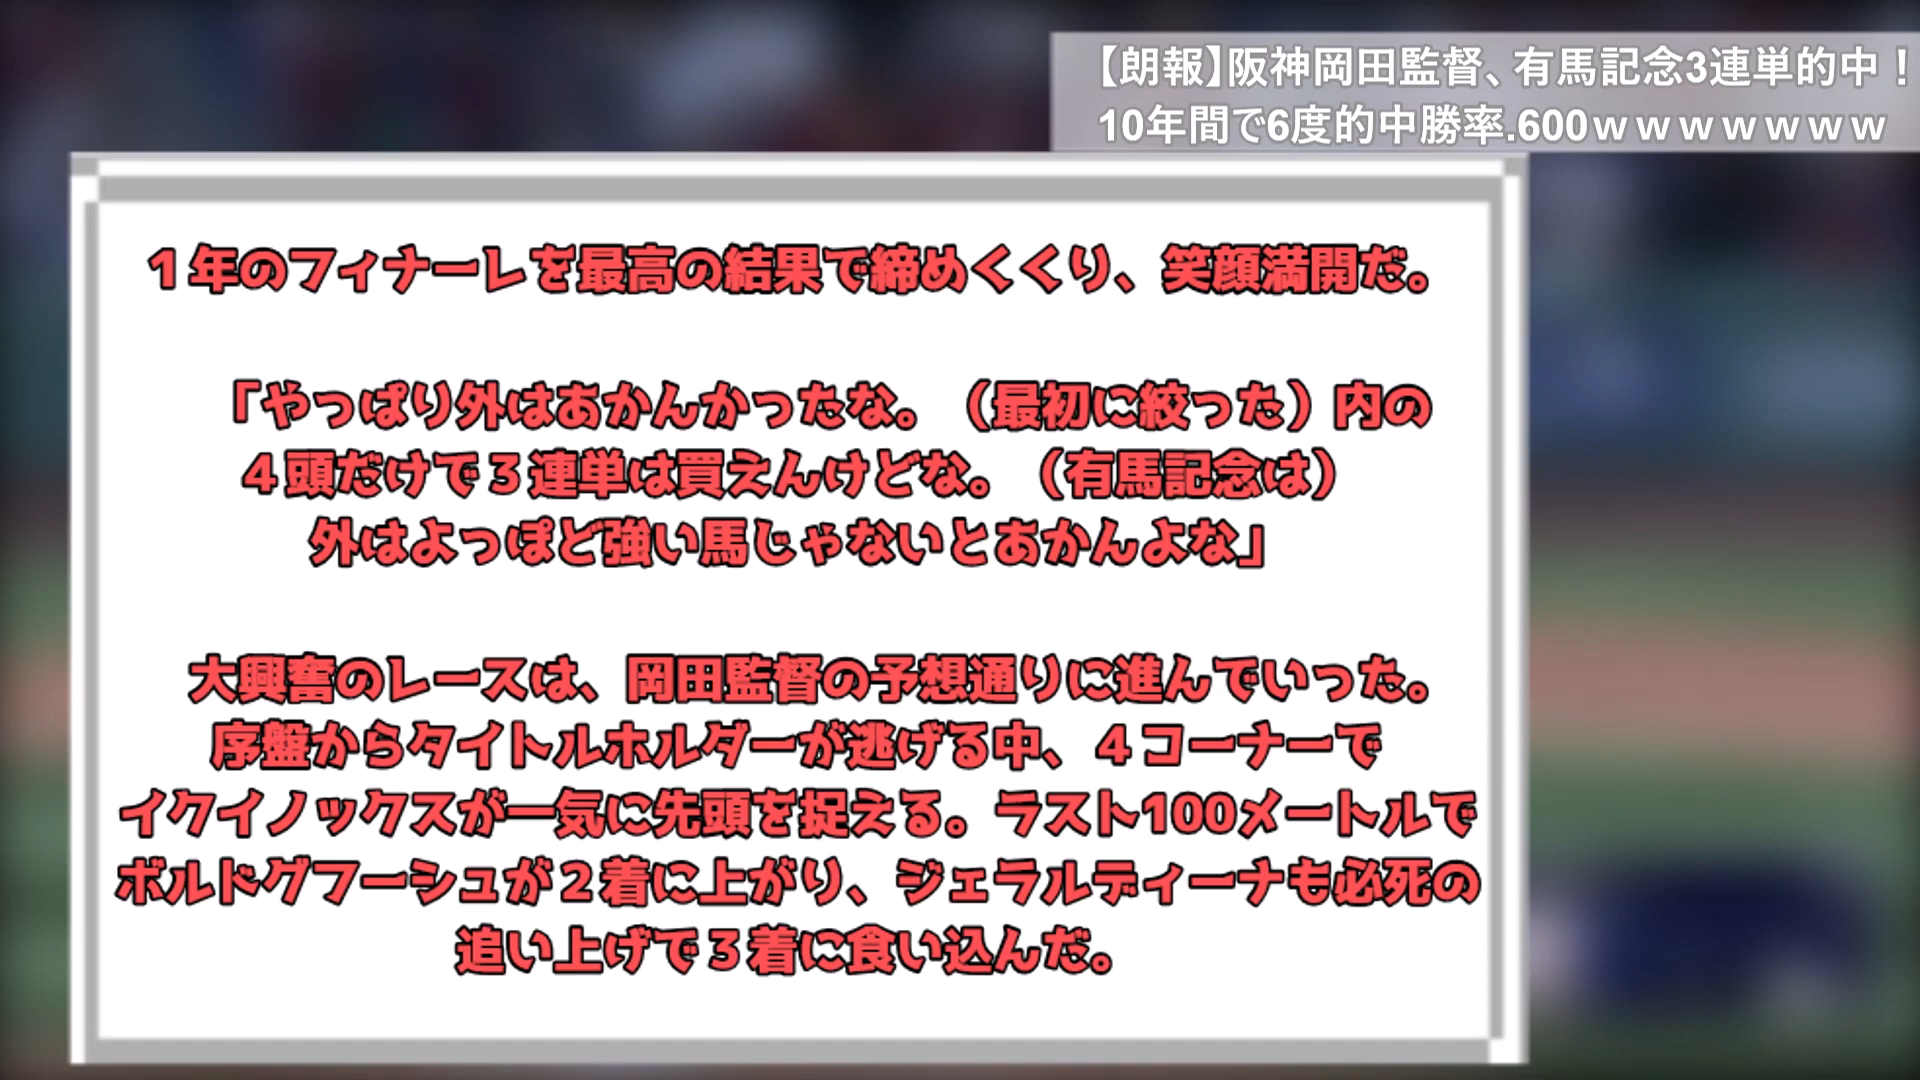 【朗報】阪神岡田監督、有馬記念3連単的中！
10年間で6度的中勝率.600ｗｗｗｗｗｗｗ
１年のフィナーレを最高の結果で締めくくり、笑顔満開だ。
「やっぱり外はあかんかったな。（最初に絞った）内の
４頭だけで３連単は買えんけどな。（有馬記念は）
外はよっぽど強い馬じゃないとあかんよな」
大興奮のレースは、岡田監督の予想通りに進んでいった。
序盤からタイトルホルダーが逃げる中、４コーナーで
イクイノックスが一気に先頭を捉える。ラスト100メートルで
ボルドグフーシュが２着に上がり、ジェラルディーナも必死の
追い上げで３着に食い込んだ。